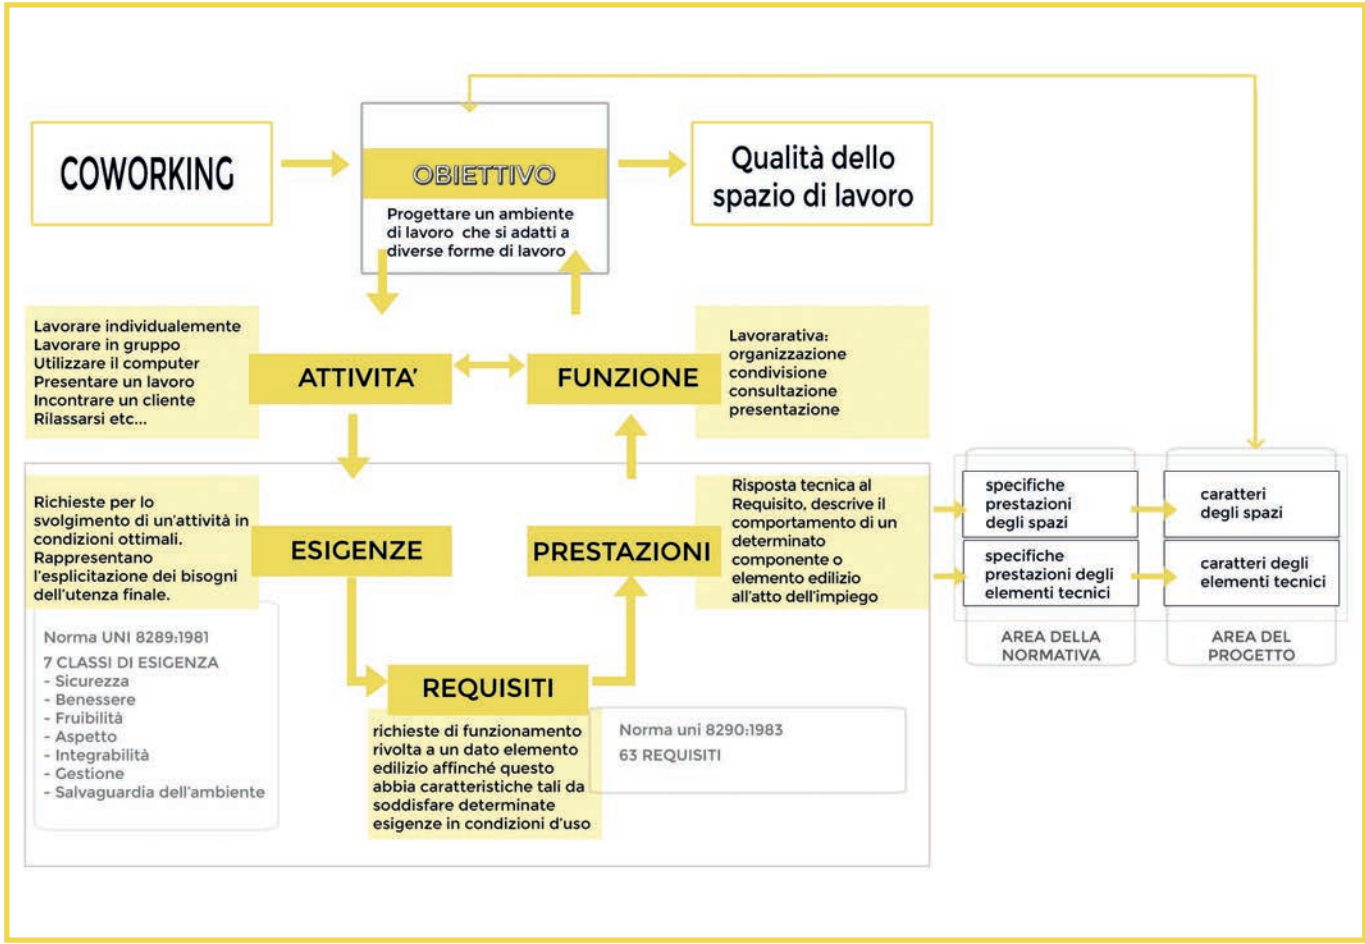 COWORKING
OBIETTIVO
Progettare un ambiente
di lavoro che si adatti a
diverse forme di lavoro
Qualità dello
spazio di lavoro
Lavorare individualemente
Lavorare in gruppo
Utilizzare il computer
Presentare un lavoro
Incontrare un cliente
Rilassarsi etc...
ATTIVITA'
FUNZIONE
Lavorarativa:
organizzazione
condivisione
consultazione
presentazione
Richieste per lo
svolgimento di un'attività in
condizioni ottimali.
Rappresentano
l'esplicitazione dei bisogni
dell'utenza finale.
ESIGENZE
PRESTAZIONI
Risposta tecnica al
Requisito, descrive il
comportamento di un
determinato
componente o
elemento edilizio
all'atto dell'impiego
specifiche
prestazioni
degli spazi
caratteri
degli spazi
specifiche
prestazioni degli
elementi tecnici
caratteri degli
elementi tecnici
AREA DELLA
NORMATIVA
AREA DEL
PROGETTO
Norma UNI 8289:1981
7 CLASSI DI ESIGENZA
- Sicurezza
- Benessere
- Fruibilità
- Aspetto
- Integrabilità
- Gestione
- Salvaguardia dell'ambiente
REQUISITI
richieste di funzionamento
rivolta a un dato elemento
edilizio affinché questo
abbia caratteristiche tali da
soddisfare determinate
esigenze in condizioni d'uso
Norma uni 8290:1983
63 REQUISITI